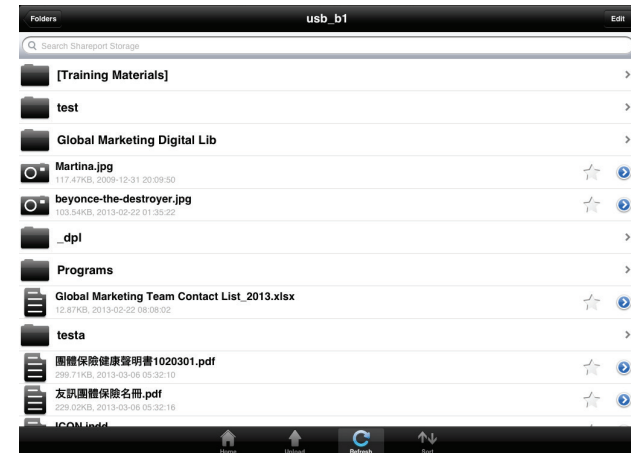 Folders
usb_b1
Edit
Search Shareport Storage
[Training Materials]
test
Global Marketing Digital Lib
Martina.jpg
117.47KB, 2009-12-31 20:09:50
beyonce-the-destroyer.jpg
103.54KB, 2013-02-22 01:35:22
_dpl
Programs
Global Marketing Team Contact List_2013.xlsx
12.87KB, 2013-02-22 08:08:02
testa
團體保險健康聲明書1020301.pdf
299.71KB, 2013-03-06 05:32:10
友訊團體保險名冊.pdf
229.02KB, 2013-03-06 05:32:16
ICON.indd
Home
Upload
Refresh
Sort